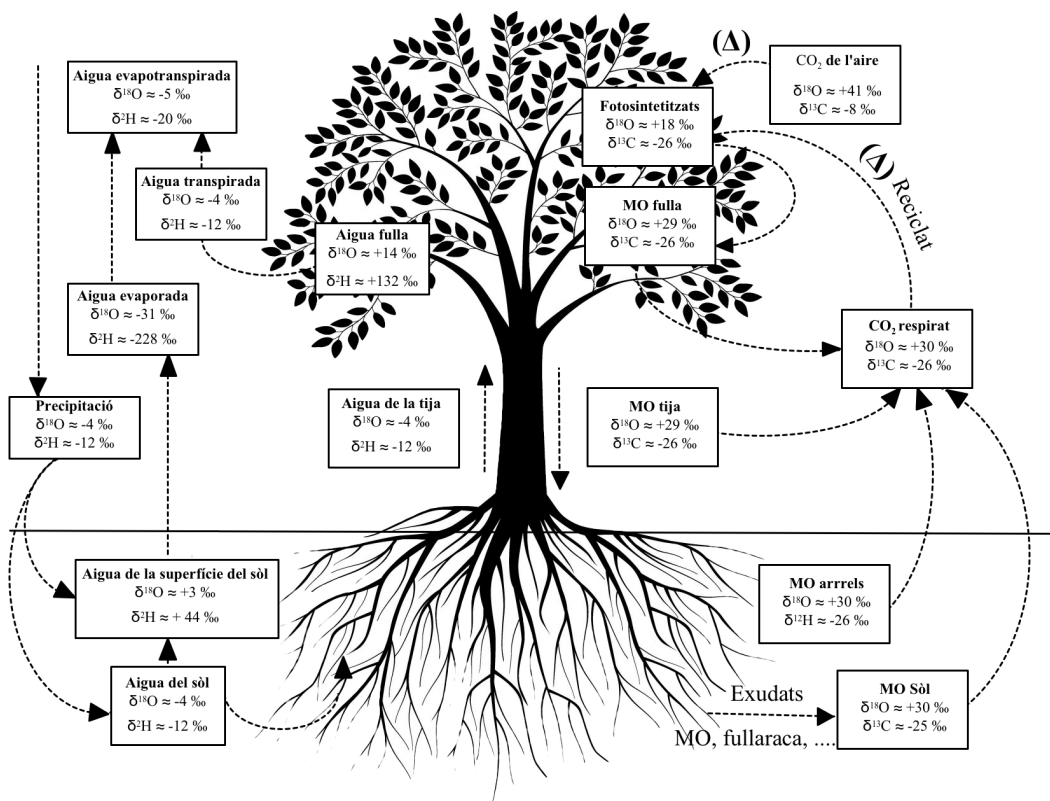 (Δ)
CO₂ de l'aire
δ¹⁸O ≈ +41 ‰
δ¹³C ≈ -8 ‰
Aigua evapotranspirada
δ¹⁸O ≈ -5 ‰
δ²H ≈ -20 ‰
Fotosintetitzats
δ¹⁸O ≈ +18 ‰
δ¹³C ≈ -26 ‰
(Δ) Reciclat
Aigua transpirada
δ¹⁸O ≈ -4 ‰
δ²H ≈ -12 ‰
MO fulla
δ¹⁸O ≈ +29 ‰
δ¹³C ≈ -26 ‰
Aigua fulla
δ¹⁸O ≈ +14 ‰
δ²H ≈ +132 ‰
Aigua evaporada
δ¹⁸O ≈ -31 ‰
δ²H ≈ -228 ‰
CO₂ respirat
δ¹⁸O ≈ +30 ‰
δ¹³C ≈ -26 ‰
Precipitació
δ¹⁸O ≈ -4 ‰
δ²H ≈ -12 ‰
Aigua de la tija
δ¹⁸O ≈ -4 ‰
δ²H ≈ -12 ‰
MO tija
δ¹⁸O ≈ +29 ‰
δ¹³C ≈ -26 ‰
Aigua de la superfície del sòl
δ¹⁸O ≈ +3 ‰
δ²H ≈ + 44 ‰
MO arrrels
δ¹⁸O ≈ +30 ‰
δ¹²H ≈ -26 ‰
Aigua del sòl
δ¹⁸O ≈ -4 ‰
δ²H ≈ -12 ‰
Exudats
MO, fullaraca, ....
MO Sòl
δ¹⁸O ≈ +30 ‰
δ¹³C ≈ -25 ‰